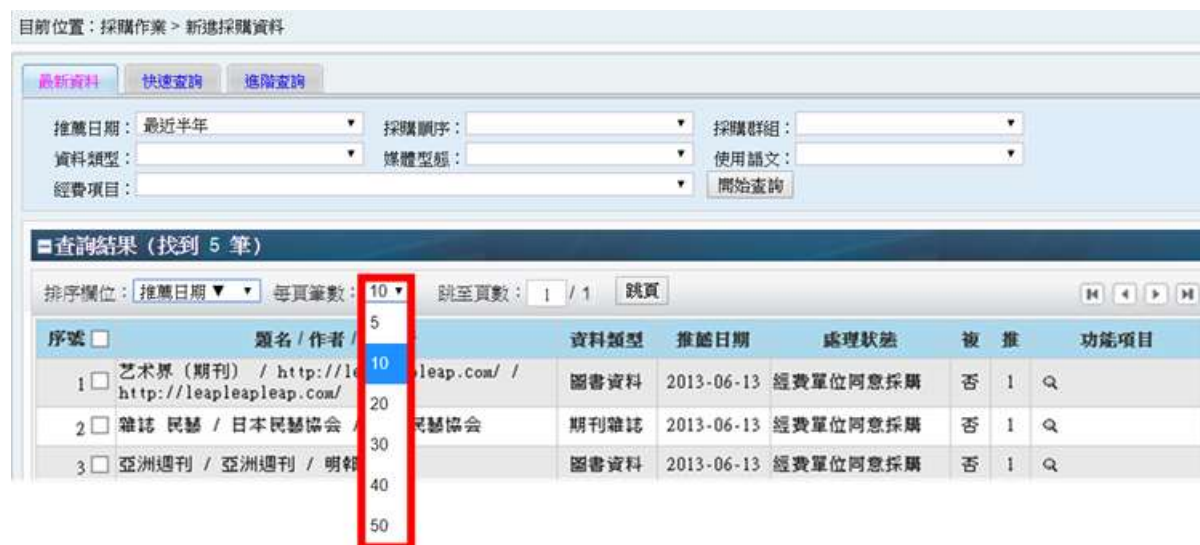 目前位置：採購作業 > 新進採購資料
最新資料 快速查詢 進階查詢
推薦日期： 最近半年 採購順序： 採購群組：
資料類型： 媒體型態： 使用語文：
經費項目： 開始查詢
查詢結果 (找到 5 筆)
排序欄位： 推薦日期▼ 每頁筆數： 10 跳至頁數： 1 / 1 跳頁
序號 題名 / 作者 / 資料類型 推薦日期 處理狀態 複 推 功能項目
1 艺术界 (期刊) / http://le leap.com/ / 圖書資料 2013-06-13 經費單位同意採購 否 1
http://leapleapleap.com/
2 雜誌 民藝 / 日本民藝協会 / 民藝協会 期刊雜誌 2013-06-13 經費單位同意採購 否 1
3 亞洲週刊 / 亞洲週刊 / 明報 圖書資料 2013-06-13 經費單位同意採購 否 1
5
10
20
30
40
50